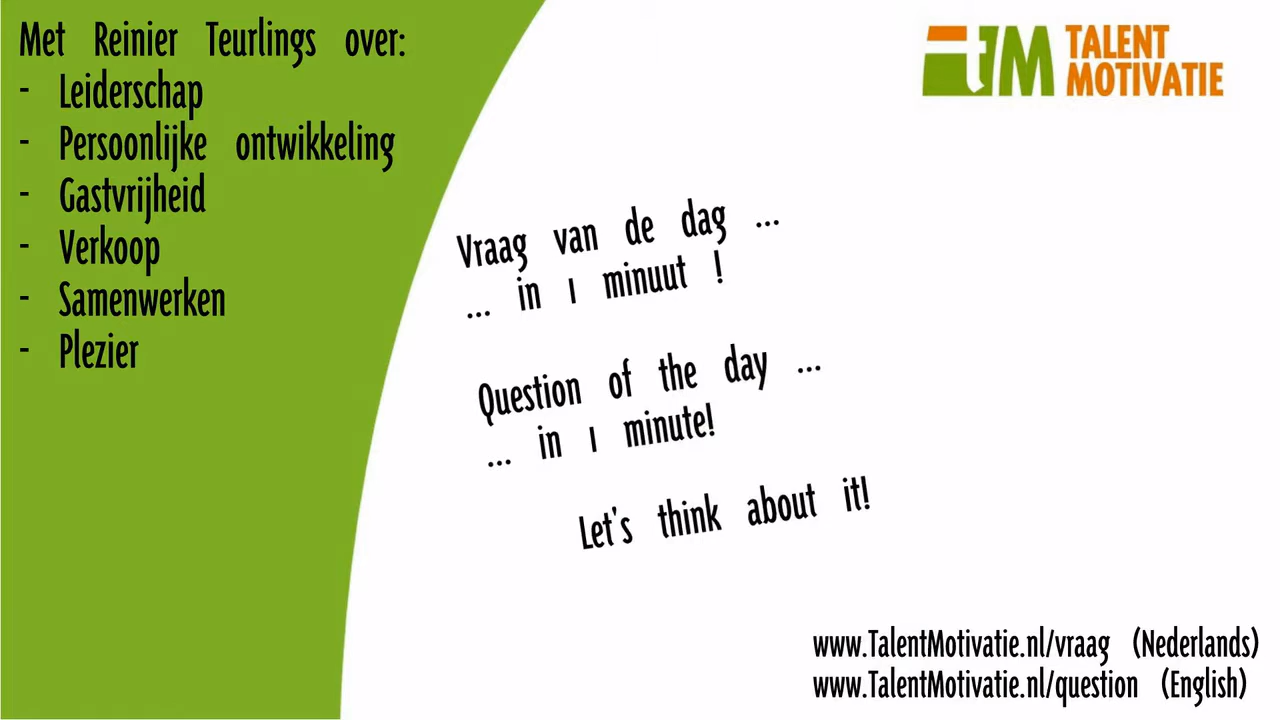 Met Reinier Teurlings over:
- Leiderschap
- Persoonlijke ontwikkeling
- Gastvrijheid
- Verkoop
- Samenwerken
- Plezier
TM TALENT
MOTIVATIE
Vraag van de dag ...
... in 1 minuut !
Question of the day ...
... in 1 minute!
Let's think about it!
www.TalentMotivatie.nl/vraag (Nederlands)
www.TalentMotivatie.nl/question (English)